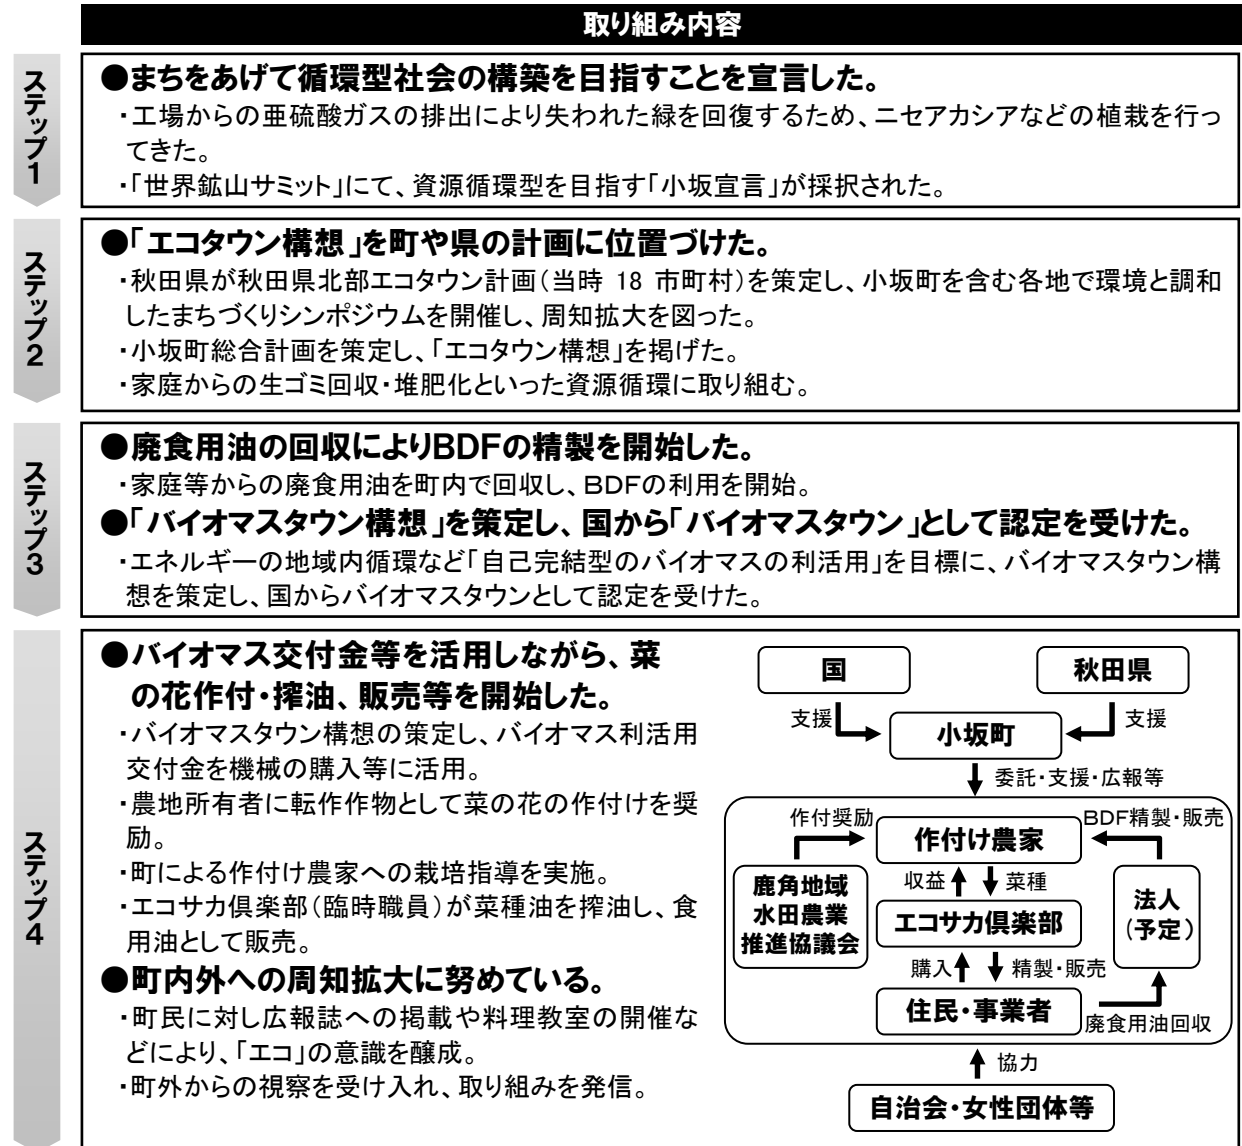 取り組み内容
ステップ1
●まちをあげて循環型社会の構築を目指すことを宣言した。
・工場からの亜硫酸ガスの排出により失われた緑を回復するため、ニセアカシアなどの植栽を行っ
てきた。
・「世界鉱山サミット」にて、資源循環型を目指す「小坂宣言」が採択された。
ステップ2
●「エコタウン構想」を町や県の計画に位置づけた。
・秋田県が秋田県北部エコタウン計画(当時 18 市町村)を策定し、小坂町を含む各地で環境と調和
したまちづくりシンポジウムを開催し、周知拡大を図った。
・小坂町総合計画を策定し、「エコタウン構想」を掲げた。
・家庭からの生ゴミ回収・堆肥化といった資源循環に取り組む。
ステップ3
●廃食用油の回収によりBDFの精製を開始した。
・家庭等からの廃食用油を町内で回収し、BDFの利用を開始。
●「バイオマスタウン構想」を策定し、国から「バイオマスタウン」として認定を受けた。
・エネルギーの地域内循環など「自己完結型のバイオマスの利活用」を目標に、バイオマスタウン構
想を策定し、国からバイオマスタウンとして認定を受けた。
ステップ4
●バイオマス交付金等を活用しながら、菜
の花作付・搾油、販売等を開始した。
・バイオマスタウン構想の策定し、バイオマス利活用
交付金を機械の購入等に活用。
・農地所有者に転作作物として菜の花の作付けを奨
励。
・町による作付け農家への栽培指導を実施。
・エコサカ倶楽部(臨時職員)が菜種油を搾油し、食
用油として販売。
●町内外への周知拡大に努めている。
・町民に対し広報誌への掲載や料理教室の開催な
どにより、「エコ」の意識を醸成。
・町外からの視察を受け入れ、取り組みを発信。
国
秋田県
支援
小坂町
支援
委託・支援・広報等
作付奨励
作付け農家
BDF精製・販売
鹿角地域
水田農業
推進協議会
収益
菜種
エコサカ倶楽部
法人
(予定)
購入
精製・販売
住民・事業者
廃食用油回収
協力
自治会・女性団体等